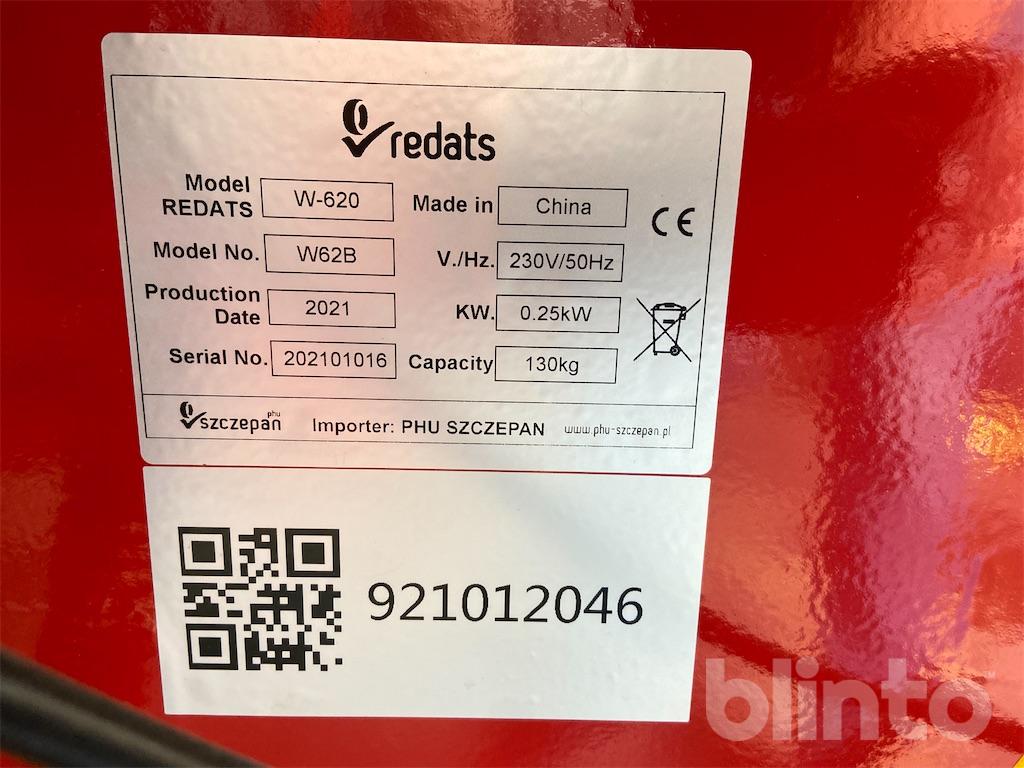 redats
Model REDATS W-620 Made in China CE
Model No. W62B V./Hz. 230V/50Hz
Production Date 2021 KW. 0.25kW
Serial No. 202101016 Capacity 130kg
szczepan phu Importer: PHU SZCZEPAN www.phu-szczepan.pl
921012046
blinto